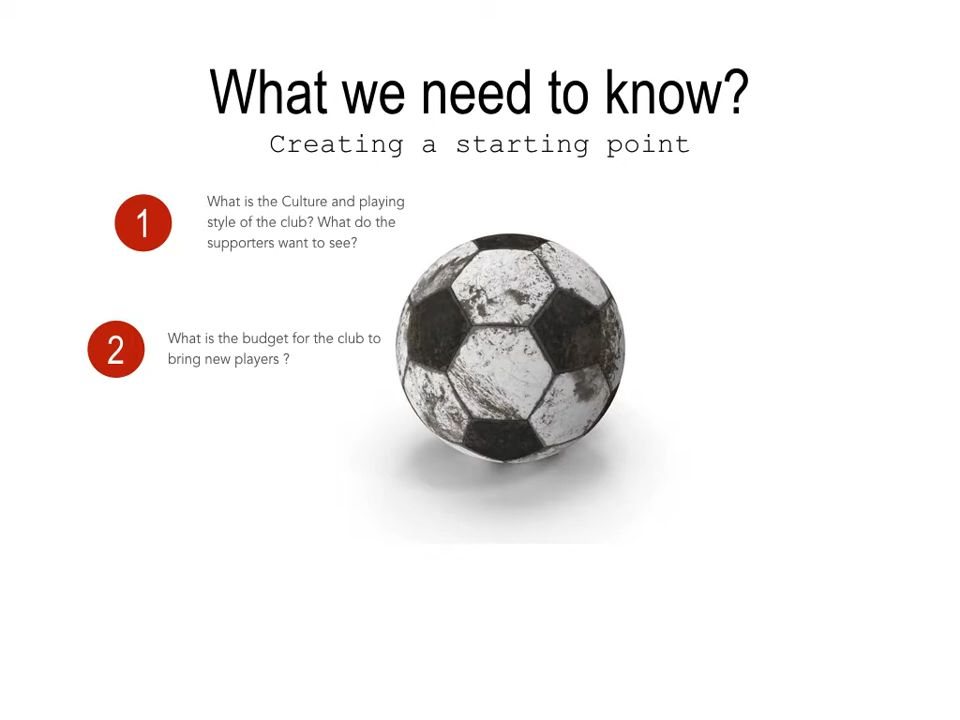 What we need to know?
Creating a starting point
1
What is the Culture and playing
style of the club? What do the
supporters want to see?
2
What is the budget for the club to
bring new players ?